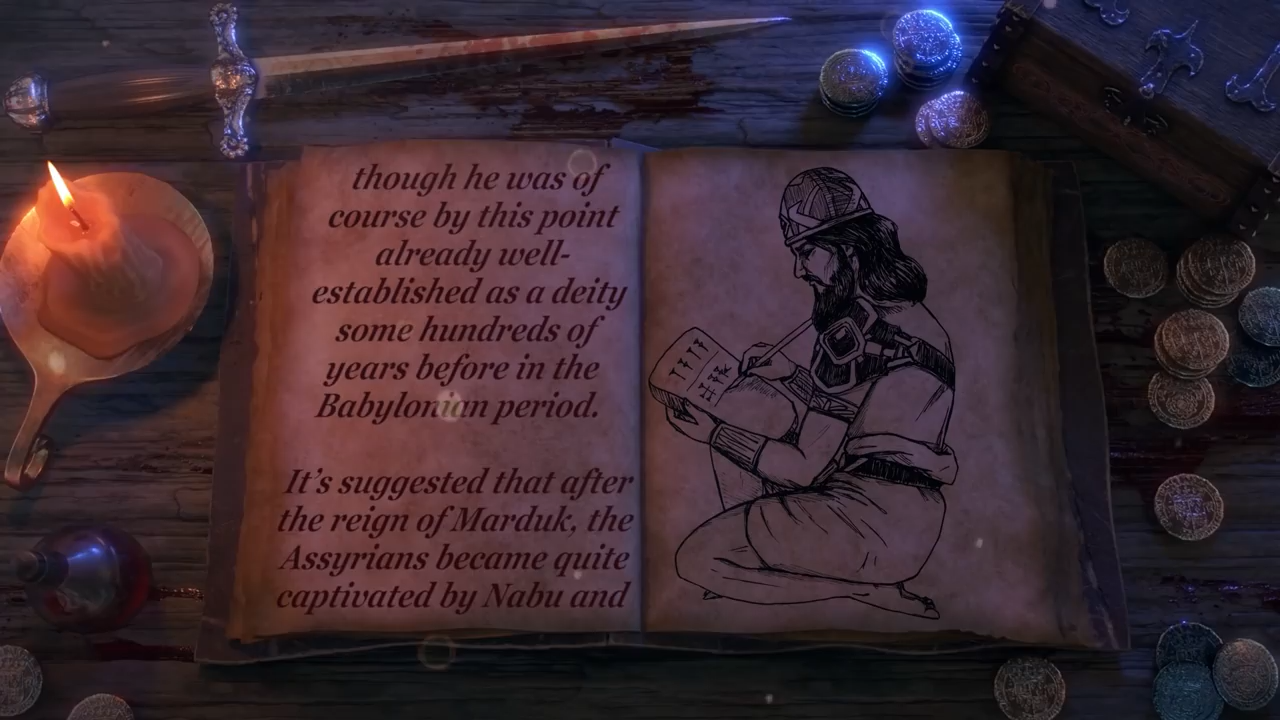 though he was of
course by this point
already well-
established as a deity
some hundreds of
years before in the
Babylonian period.
It's suggested that after
the reign of Marduk, the
Assyrians became quite
captivated by Nabu and